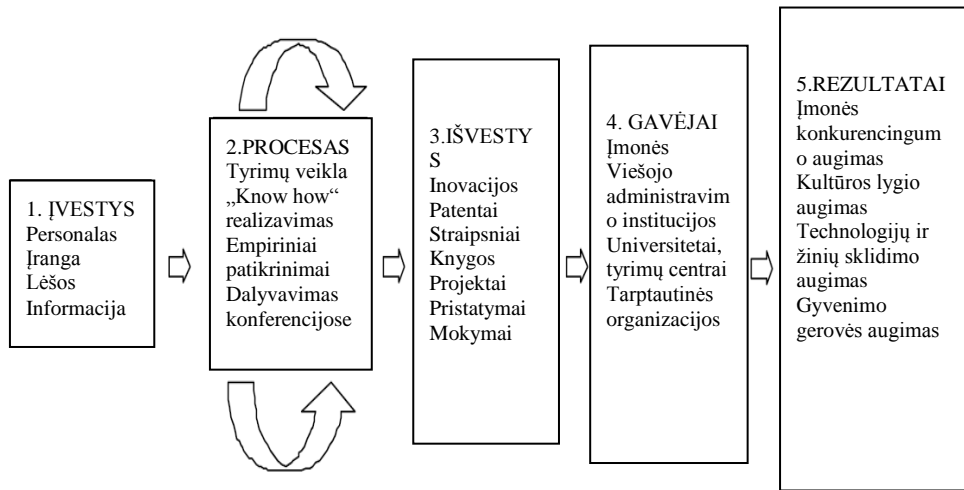 1. ĮVESTYS
Personalas
Įranga
Lėšos
Informacija
2.PROCESAS
Tyrimų veikla
„Know how“
realizavimas
Empiriniai
patikrinimai
Dalyvavimas
konferencijose
3.IŠVESTY
S
Inovacijos
Patentai
Straipsniai
Knygos
Projektai
Pristatymai
Mokymai
4. GAVĖJAI
Įmonės
Viešojo
administravim
o institucijos
Universitetai,
tyrimų centrai
Tarptautinės
organizacijos
5.REZULTATAI
Įmonės
konkurencingum
o augimas
Kultūros lygio
augimas
Technologijų ir
žinių sklidimo
augimas
Gyvenimo
gerovės augimas